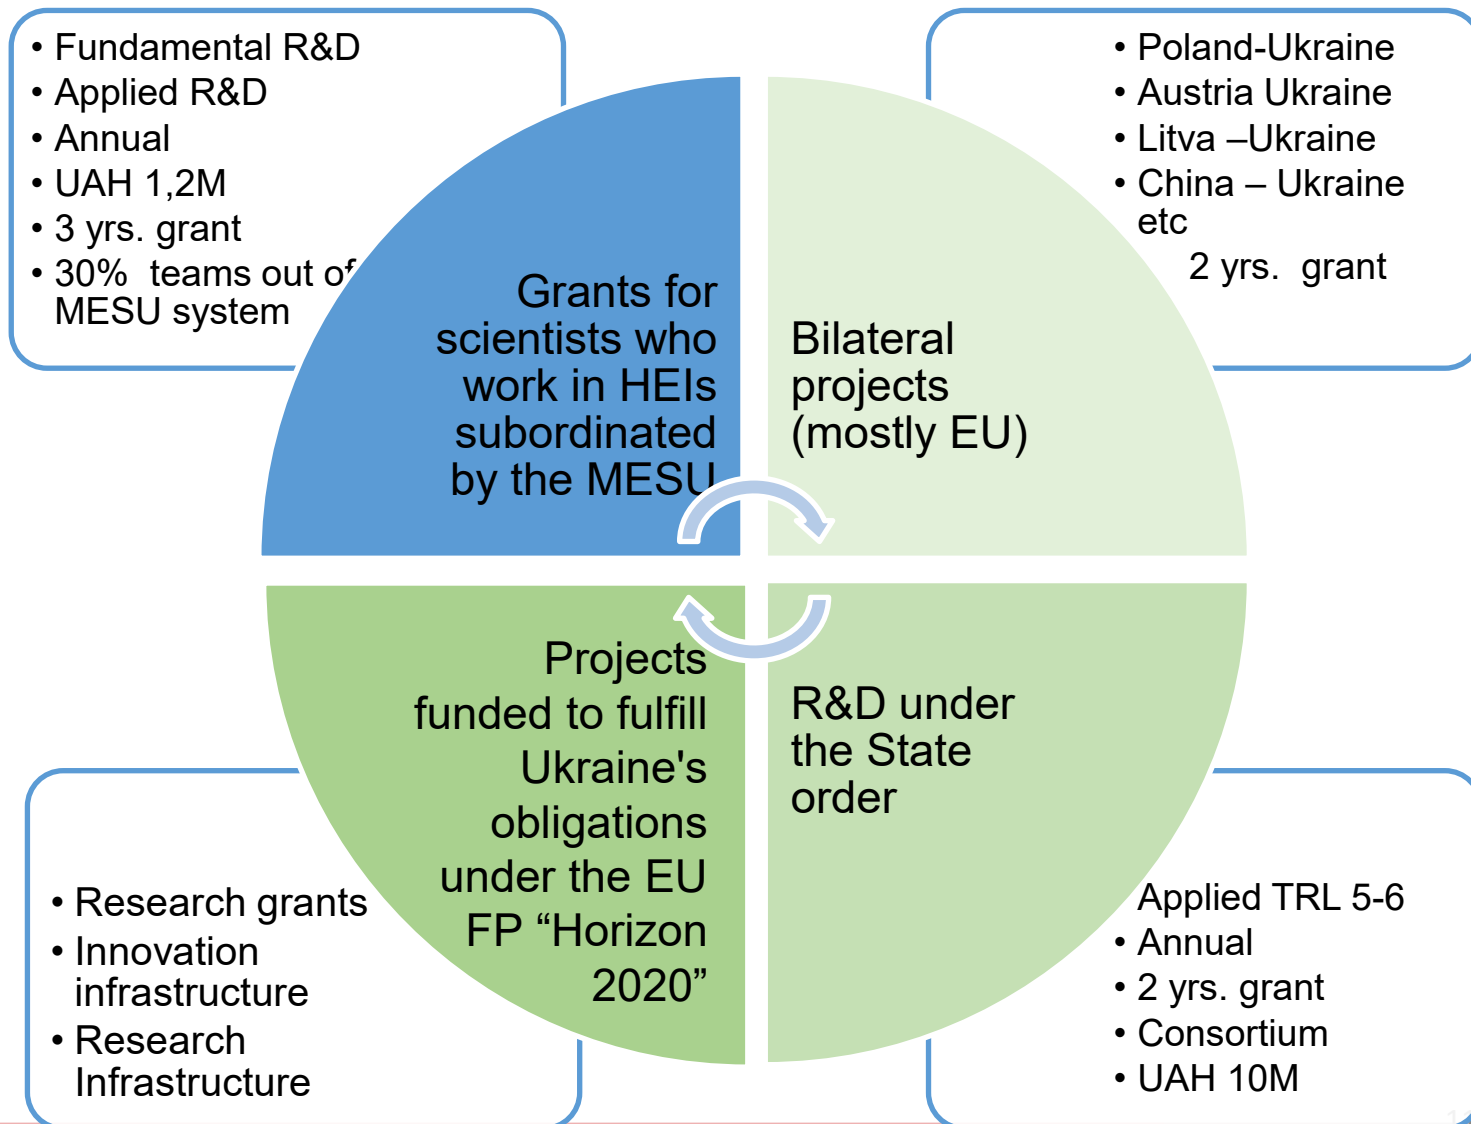 • Fundamental R&D
• Applied R&D
• Annual
• UAH 1,2M
• 3 yrs. grant
• 30% teams out of
MESU system
• Poland-Ukraine
• Austria Ukraine
• Litva –Ukraine
• China – Ukraine
etc
2 yrs. grant
Grants for
scientists who
work in HEIs
subordinated
by the MESU
Bilateral
projects
(mostly EU)
Projects
funded to fulfill
Ukraine's
obligations
under the EU
FP “Horizon
2020”
R&D under
the State
order
• Research grants
• Innovation
infrastructure
• Research
Infrastructure
Applied TRL 5-6
• Annual
• 2 yrs. grant
• Consortium
• UAH 10M